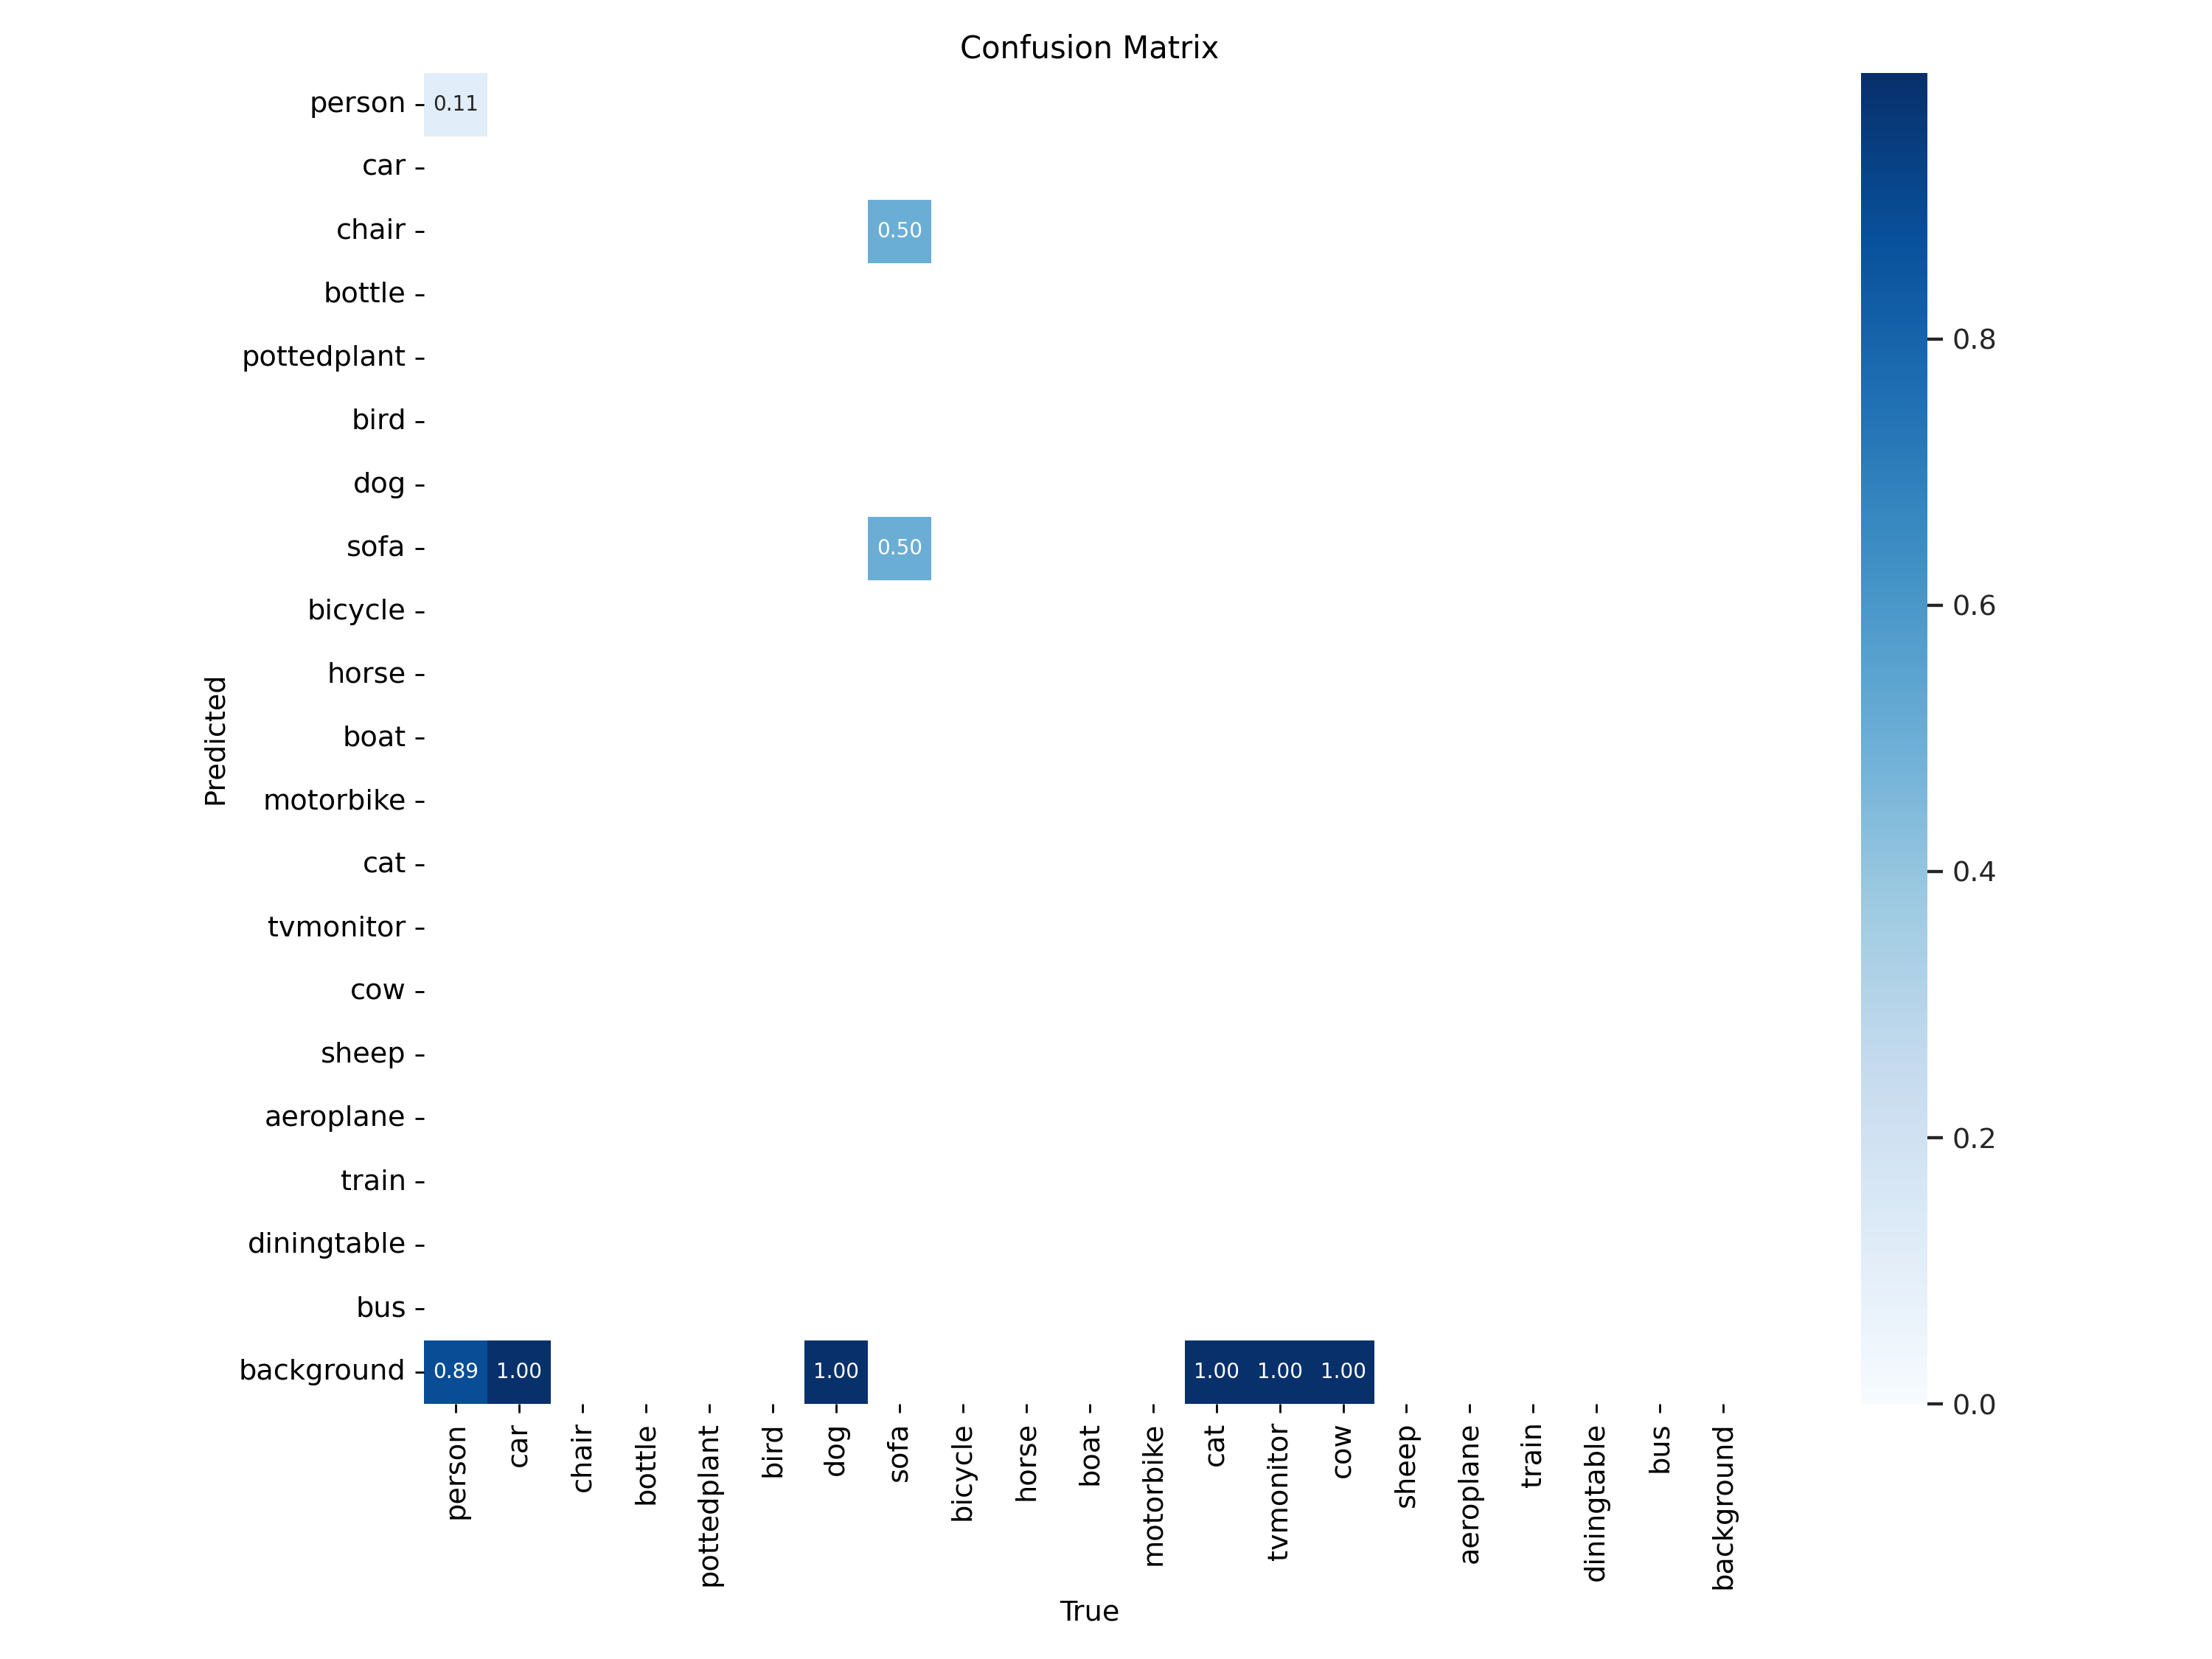 Confusion Matrix
person 0.11
car
chair 0.50
bottle
pottedplant
bird
dog
sofa 0.50
bicycle
horse
boat
motorbike
cat
tvmonitor
cow
sheep
aeroplane
train
diningtable
bus
background 0.89 1.00 1.00 1.00 1.00 1.00
Predicted
person car chair bottle pottedplant bird dog sofa bicycle horse boat motorbike cat tvmonitor cow sheep aeroplane train diningtable bus background
True
0.8
0.6
0.4
0.2
0.0